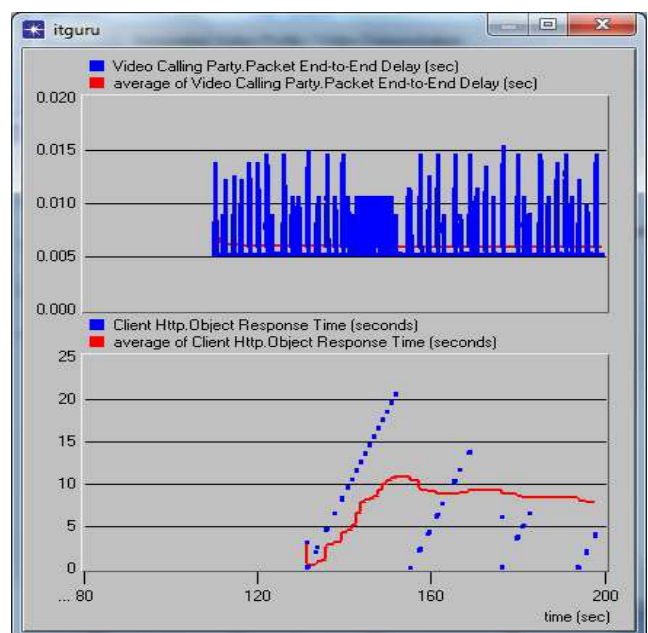 itguru
Video Calling Party.Packet End-to-End Delay (sec)
average of Video Calling Party.Packet End-to-End Delay (sec)
0.020
0.015
0.010
0.005
0.000
Client Http.Object Response Time (seconds)
average of Client Http.Object Response Time (seconds)
25
20
15
10
5
0
... 80 120 160 200
time (sec)